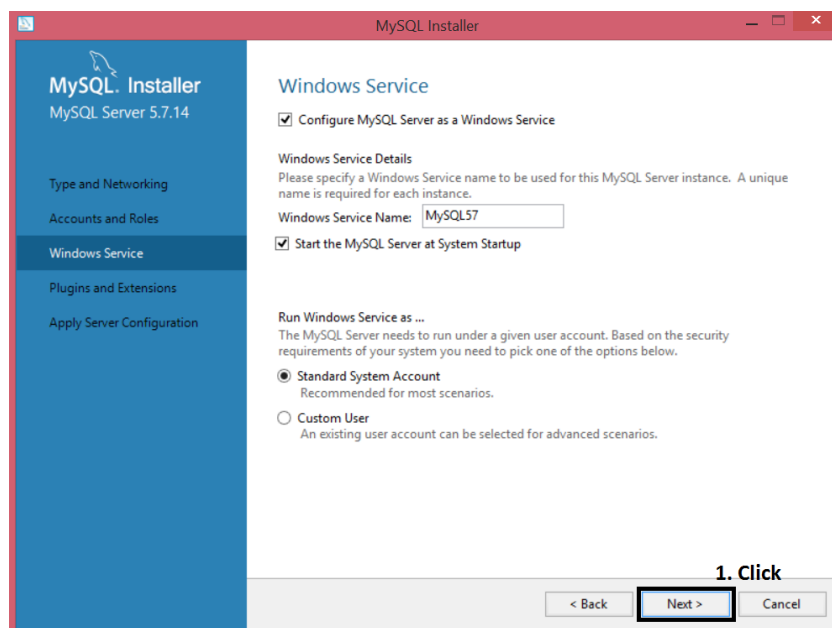 MySQL Installer
MySQL. Installer
MySQL Server 5.7.14
Type and Networking
Accounts and Roles
Windows Service
Plugins and Extensions
Apply Server Configuration
Windows Service
Configure MySQL Server as a Windows Service
Windows Service Details
Please specify a Windows Service name to be used for this MySQL Server instance. A unique
name is required for each instance.
Windows Service Name: MySQL57
Start the MySQL Server at System Startup
Run Windows Service as ...
The MySQL Server needs to run under a given user account. Based on the security
requirements of your system you need to pick one of the options below.
Standard System Account
Recommended for most scenarios.
Custom User
An existing user account can be selected for advanced scenarios.
1. Click
< Back Next > Cancel